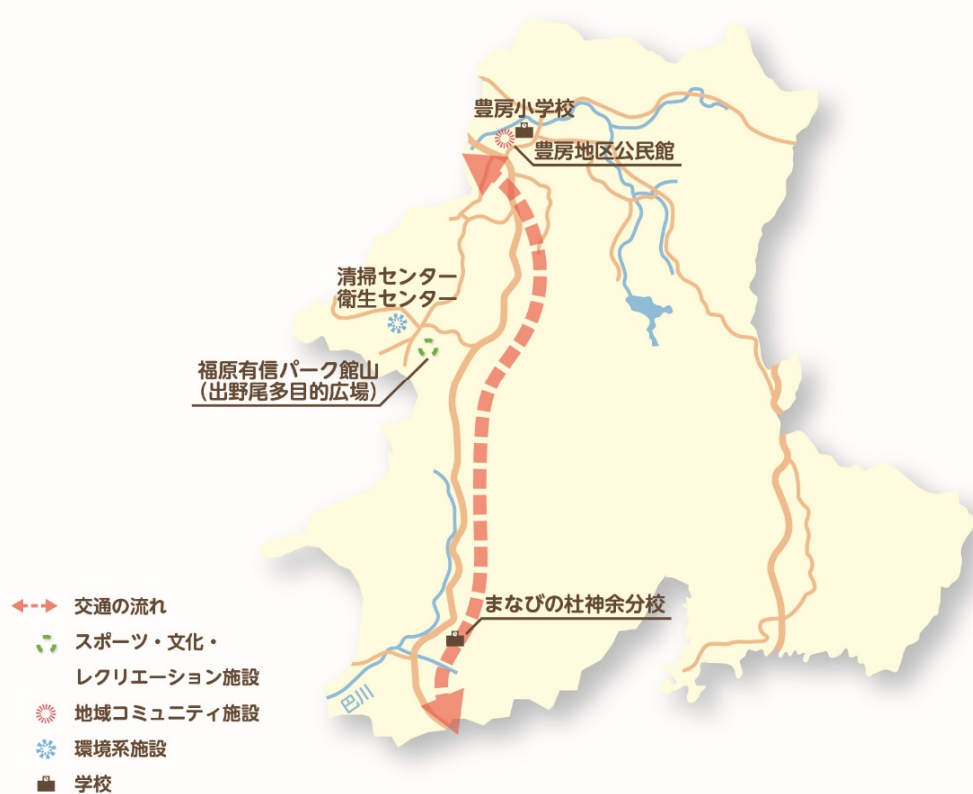 豊房小学校
豊房地区公民館
清掃センター
衛生センター
福原有信パーク館山
(出野尾多目的広場)
まなびの杜神余分校
巴川
交通の流れ
スポーツ・文化・
レクリエーション施設
地域コミュニティ施設
環境系施設
学校